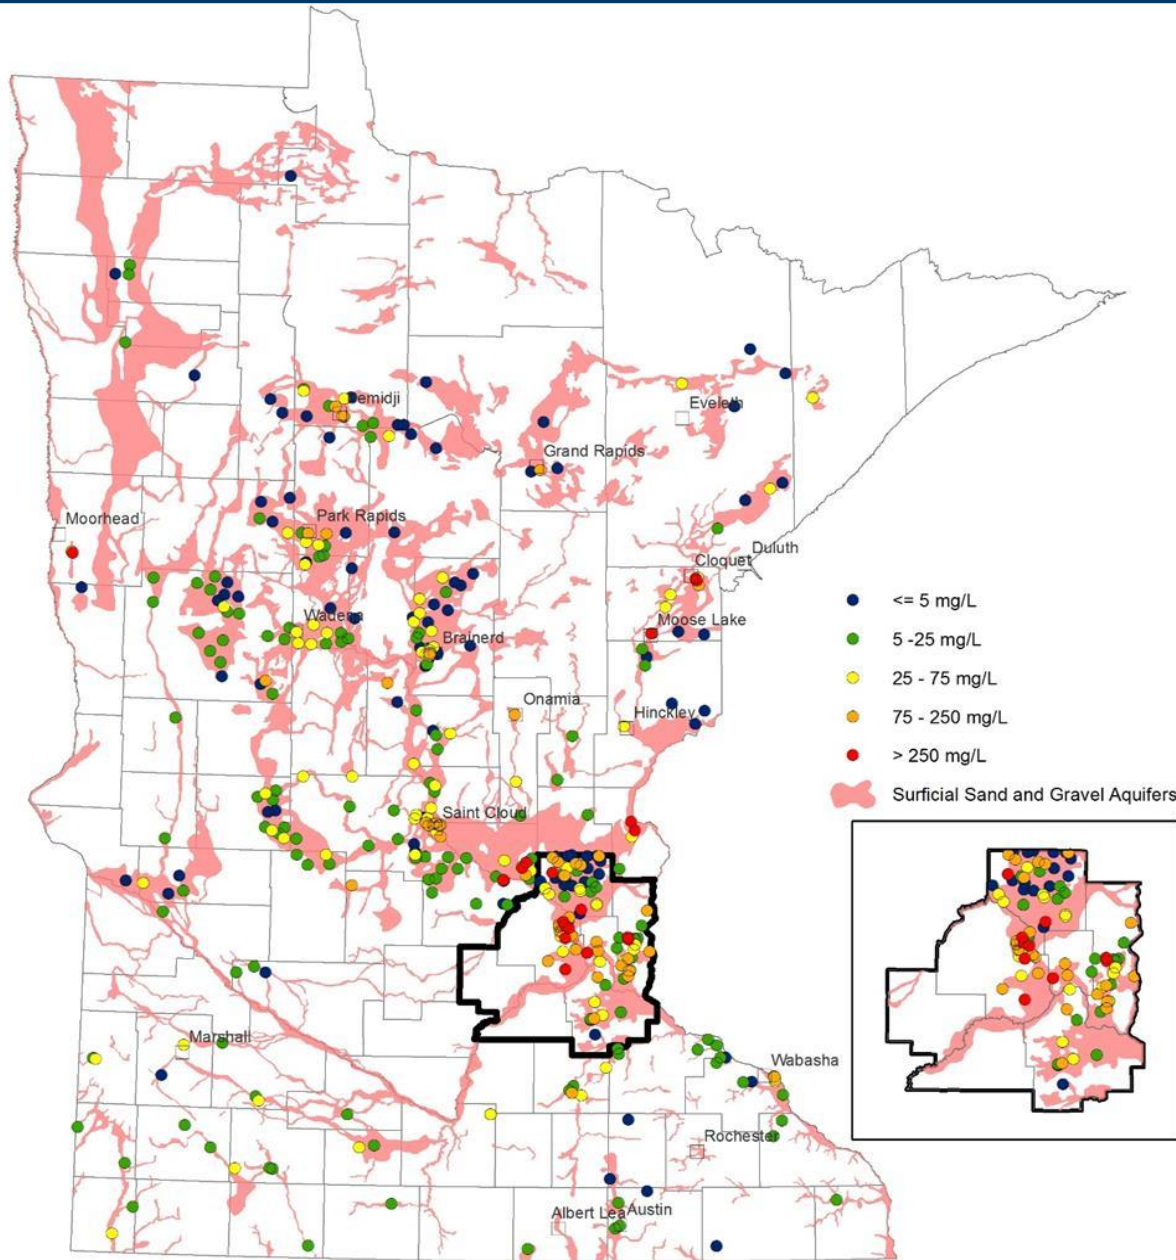 Bemidji
Eveleth
Grand Rapids
Moorhead
Park Rapids
Duluth
Cloquet
<= 5 mg/L
Wadena
Moose Lake
Brainerd
5 -25 mg/L
25 - 75 mg/L
Onamia
Hinckley
75 - 250 mg/L
> 250 mg/L
Surficial Sand and Gravel Aquifers
Saint Cloud
Marshall
Wabasha
Rochester
Albert Lea
Austin